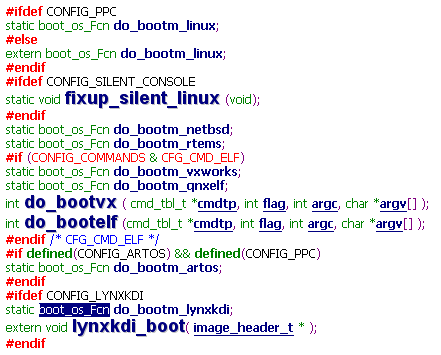 #ifdef CONFIG_PPC
static boot_os_Fcn do_bootm_linux;
#else
extern boot_os_Fcn do_bootm_linux;
#endif
#ifdef CONFIG_SILENT_CONSOLE
static void fixup_silent_linux (void);
#endif
static boot_os_Fcn do_bootm_netbsd;
static boot_os_Fcn do_bootm_rtems;
#if (CONFIG_COMMANDS & CFG_CMD_ELF)
static boot_os_Fcn do_bootm_vxworks;
static boot_os_Fcn do_bootm_qnxelf;
int do_bootvx ( cmd_tbl_t *cmdtp, int flag, int argc, char *argv[] );
int do_bootelf (cmd_tbl_t *cmdtp, int flag, int argc, char *argv[] );
#endif /* CFG_CMD_ELF */
#if defined(CONFIG_ARTOS) && defined(CONFIG_PPC)
static boot_os_Fcn do_bootm_artos;
#endif
#ifdef CONFIG_LYNXKDI
static boot_os_Fcn do_bootm_lynxkdi;
extern void lynxkdi_boot( image_header_t * );
#endif